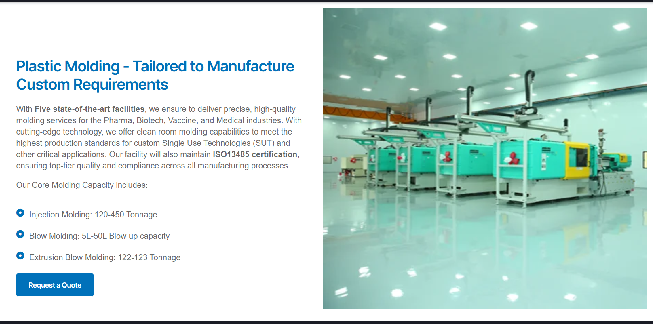 Plastic Molding - Tailored to Manufacture
Custom Requirements
With Five state-of-the-art facilities, we ensure to deliver precise, high-quality
molding services for the Pharma, Biotech, Vaccine, and Medical industries. With
cutting-edge technology, we offer clean room molding capabilities to meet the
highest production standards for custom Single Use Technologies (SUT) and
other critical applications. Our facility will also maintain ISO13485 certification,
ensuring top-tier quality and compliance across all manufacturing processes.
Our Core Molding Capacity includes:
Injection Molding: 120-450 Tonnage
Blow Molding: 5L-50L Blow up capacity
Extrusion Blow Molding: 122-123 Tonnage
Request a Quote